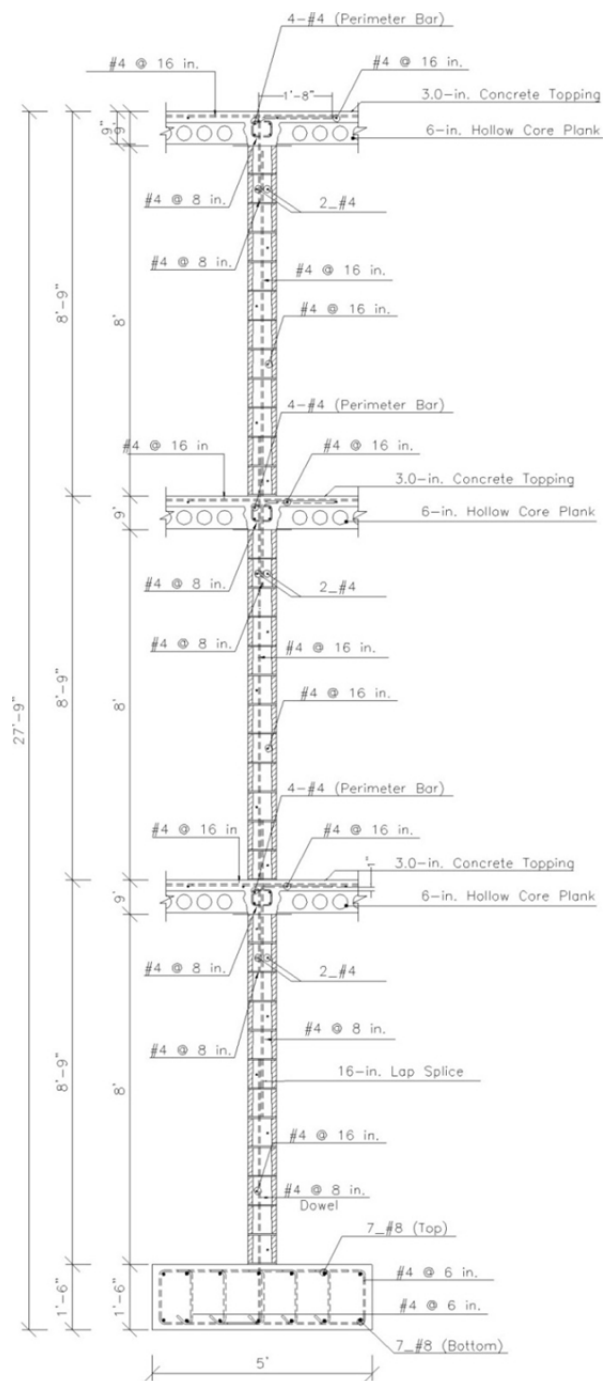 4-#4 (Perimeter Bar)
#4 @ 16 in.
#4 @ 16 in.
1'-8"
3.0-in. Concrete Topping
6-in. Hollow Core Plank
9"
9'
#4 @ 8 in.
2_#4
#4 @ 8 in.
#4 @ 16 in.
#4 @ 16 in.
8'-9"
8'
4-#4 (Perimeter Bar)
#4 @ 16 in
#4 @ 16 in.
3.0-in. Concrete Topping
6-in. Hollow Core Plank
9'
#4 @ 8 in.
2_#4
#4 @ 8 in.
#4 @ 16 in.
#4 @ 16 in.
27'-9"
8'-9"
8'
4-#4 (Perimeter Bar)
#4 @ 16 in
#4 @ 16 in.
1"
3.0-in. Concrete Topping
6-in. Hollow Core Plank
9'
#4 @ 8 in.
2_#4
#4 @ 8 in.
#4 @ 8 in.
16-in. Lap Splice
8'-9"
8'
#4 @ 16 in.
#4 @ 8 in.
Dowel
7_#8 (Top)
#4 @ 6 in.
1'-6"
1'-6"
#4 @ 6 in.
7_#8 (Bottom)
5'